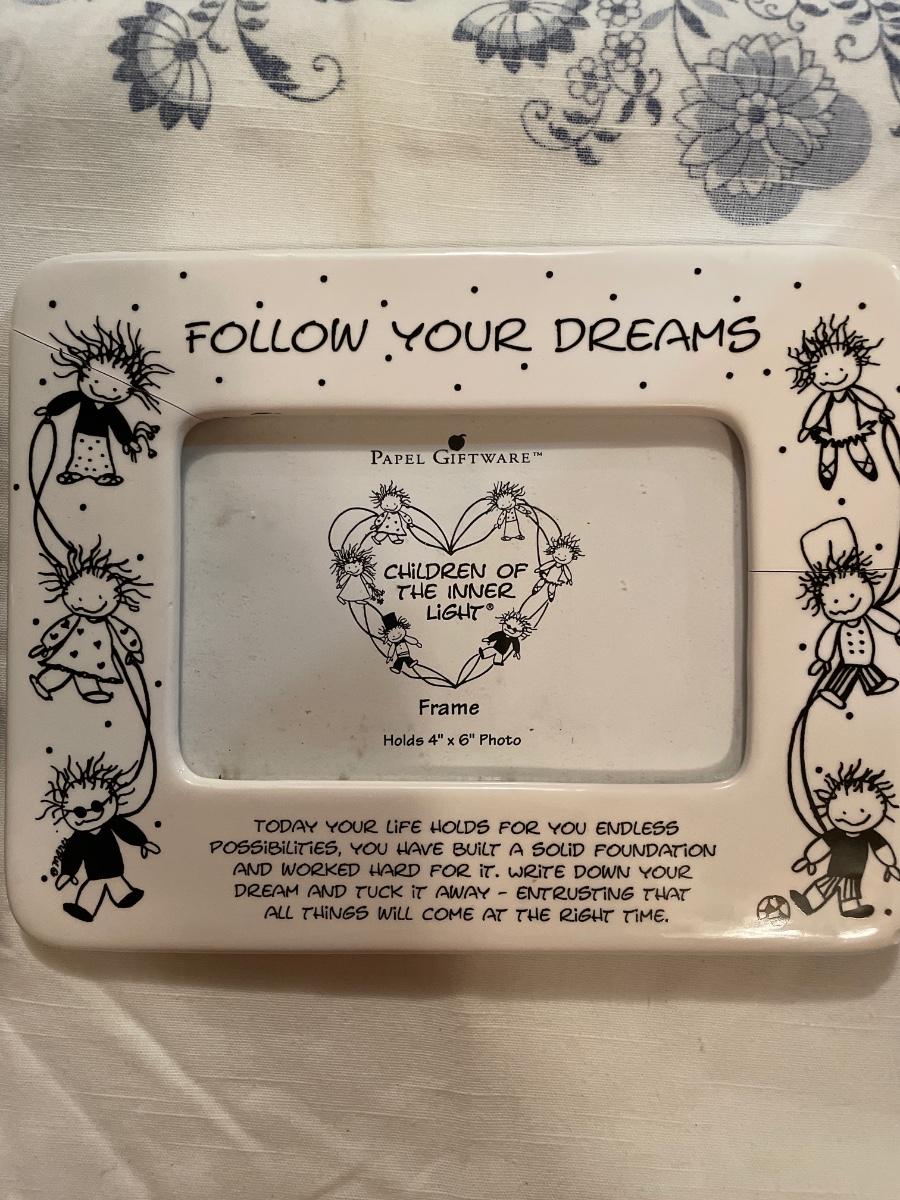 FOLLOW YOUR DREAMS
PAPEL GIFTWARE™
CHILDREN OF
THE INNER
LIGHT®
Frame
Holds 4" x 6" Photo
TODAY YOUR LIFE HOLDS FOR YOU ENDLESS
POSSIBILITIES, YOU HAVE BUILT A SOLID FOUNDATION
AND WORKED HARD FOR IT. WRITE DOWN YOUR
DREAM AND TUCK IT AWAY - ENTRUSTING THAT
ALL THINGS WILL COME AT THE RIGHT TIME.